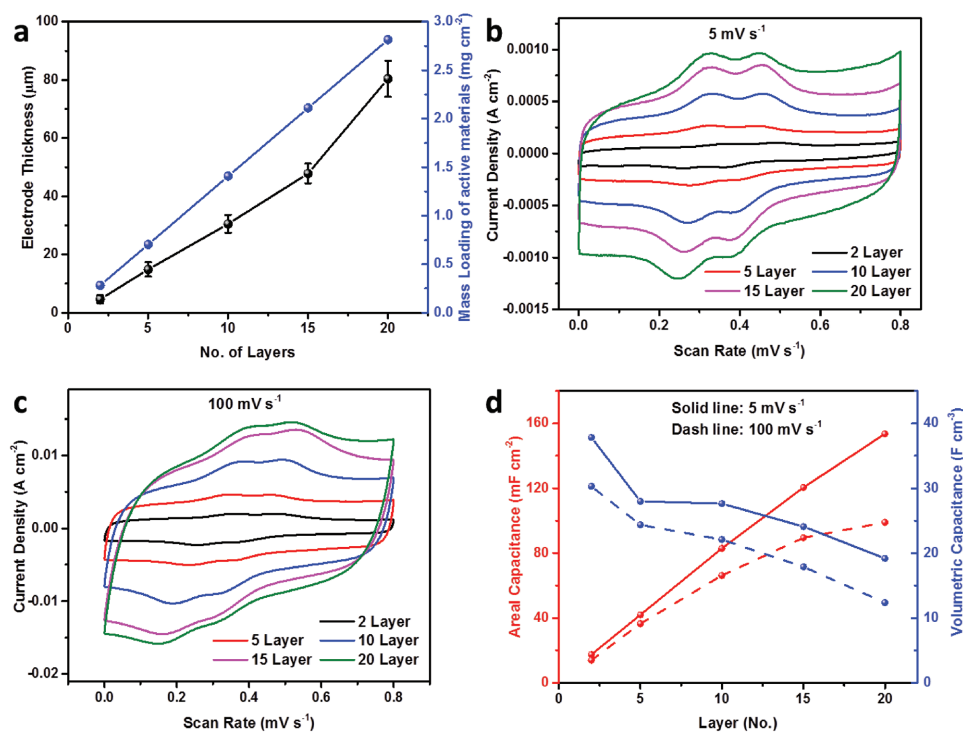 a
100
80
60
40
20
0
Electrode Thickness (μm)
3.0
2.5
2.0
1.5
1.0
0.5
0.0
Mass Loading of active materials (mg cm⁻²)
0 5 10 15 20
No. of Layers
b
5 mV s⁻¹
0.0010
0.0005
0.0000
-0.0005
-0.0010
-0.0015
Current Density (A cm⁻²)
2 Layer
5 Layer 10 Layer
15 Layer 20 Layer
0.0 0.2 0.4 0.6 0.8
Scan Rate (mV s⁻¹)
c
100 mV s⁻¹
0.01
0.00
-0.01
-0.02
Current Density (A cm⁻²)
2 Layer
5 Layer 10 Layer
15 Layer 20 Layer
0.0 0.2 0.4 0.6 0.8
Scan Rate (mV s⁻¹)
d
Solid line: 5 mV s⁻¹
Dash line: 100 mV s⁻¹
160
120
80
40
0
Areal Capacitance (mF cm⁻²)
40
30
20
10
0
Volumetric Capacitance (F cm⁻³)
0 5 10 15 20
Layer (No.)